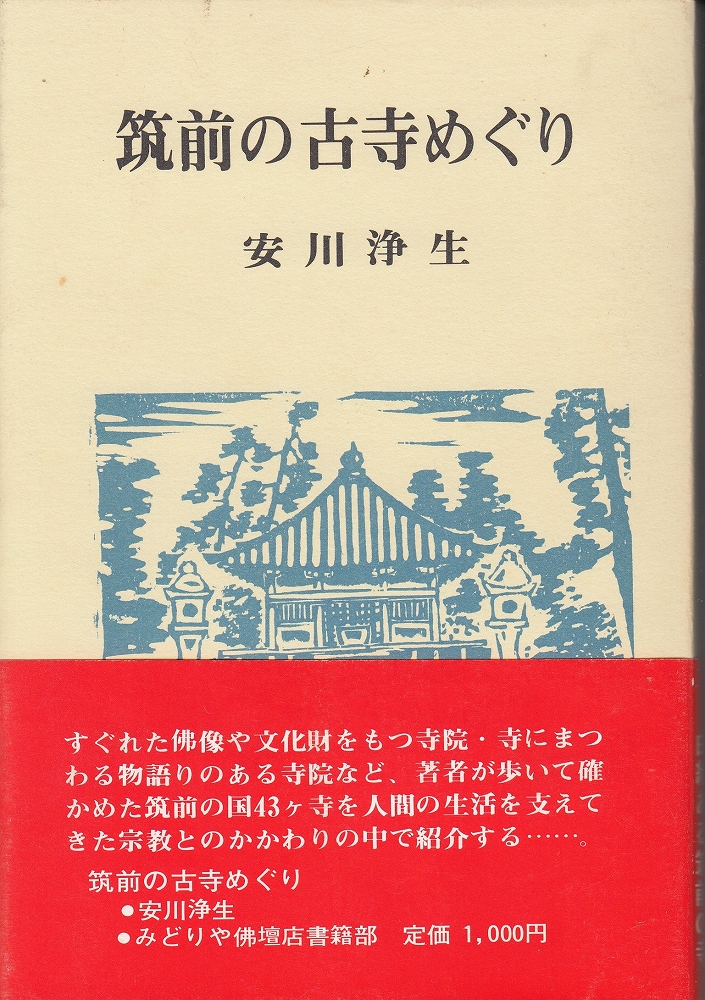 筑前の古寺めぐり
安川浄生
すぐれた佛像や文化財をもつ寺院・寺にまつ
わる物語りのある寺院など、著者が歩いて確
かめた筑前の国43ヶ寺を人間の生活を支えて
きた宗教とのかかわりの中で紹介する……。
筑前の古寺めぐり
●安川浄生
●みどりや佛壇店書籍部 定価 1,000円